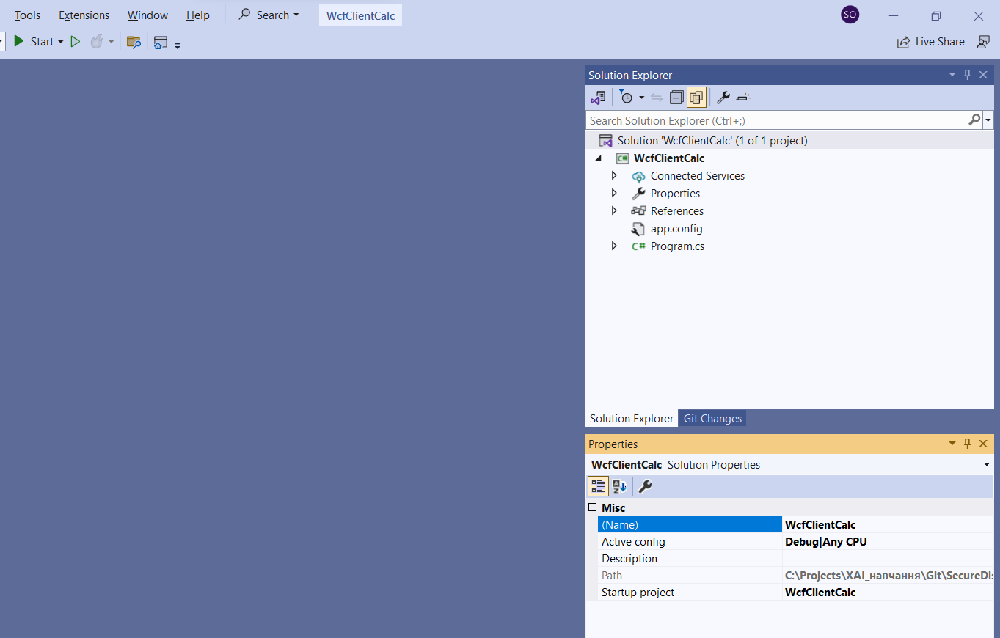 Tools Extensions Window Help Search WcfClientCalc SO
Start Live Share
Solution Explorer
Search Solution Explorer (Ctrl+;)
Solution 'WcfClientCalc' (1 of 1 project)
C# WcfClientCalc
Connected Services
Properties
References
app.config
C# Program.cs
Solution Explorer Git Changes
Properties
WcfClientCalc Solution Properties
Misc
(Name) WcfClientCalc
Active config Debug|Any CPU
Description
Path C:\Projects\XAI_навчання\Git\SecureDis
Startup project WcfClientCalc